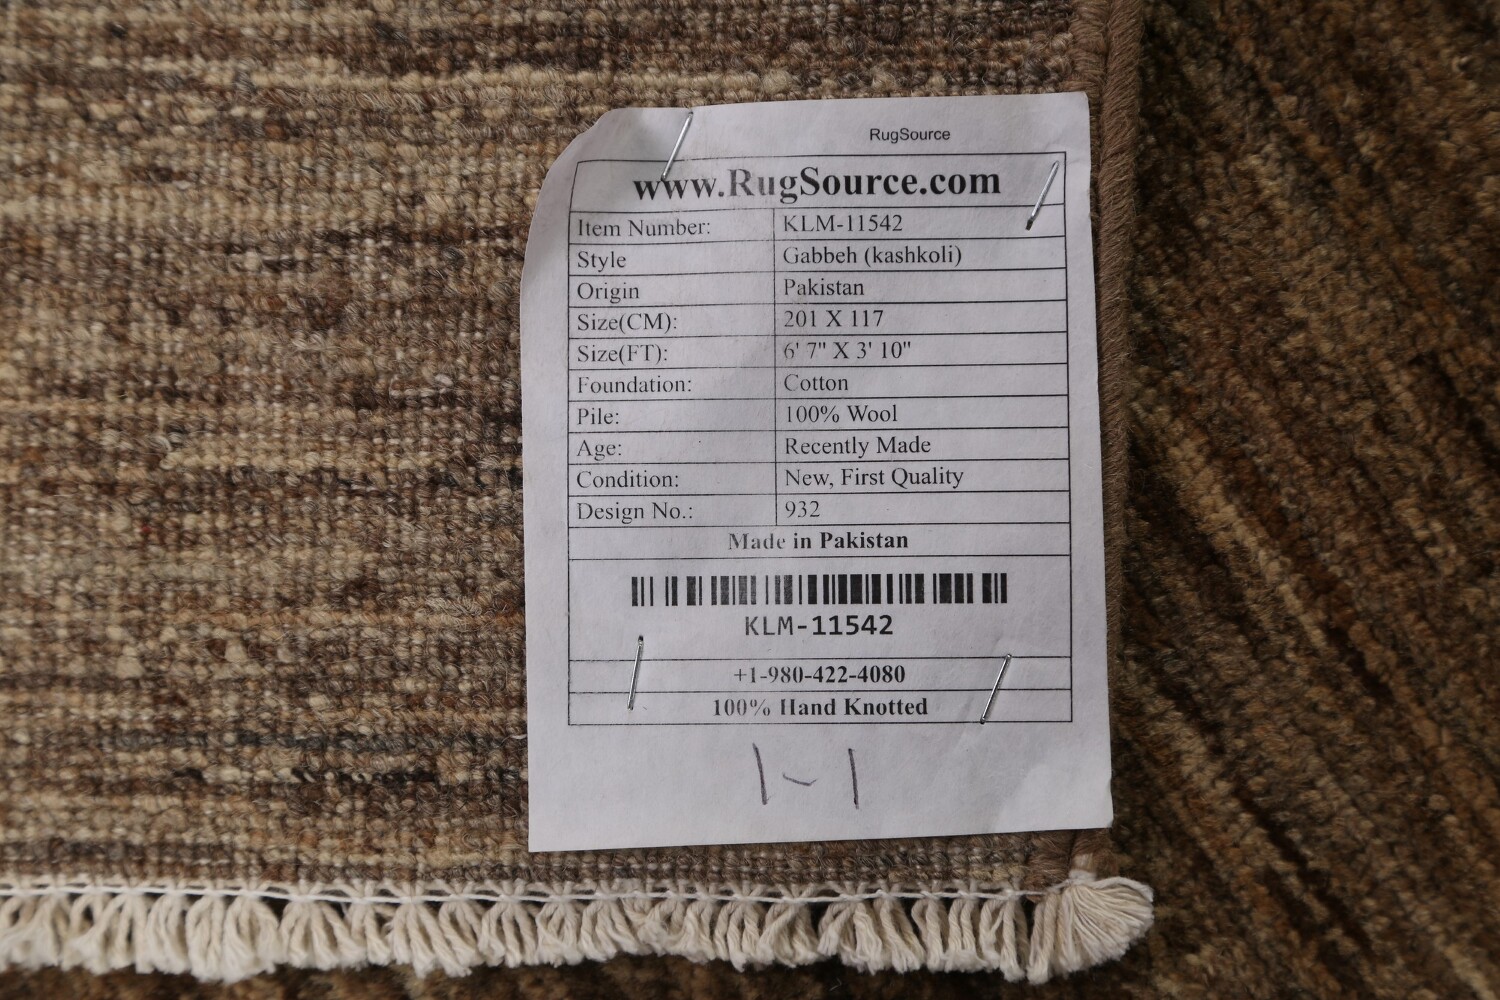 RugSource
www.RugSource.com
Item Number: KLM-11542
Style Gabbeh (kashkoli)
Origin Pakistan
Size(CM): 201 X 117
Size(FT): 6' 7" X 3' 10"
Foundation: Cotton
Pile: 100% Wool
Age: Recently Made
Condition: New, First Quality
Design No.: 932
Made in Pakistan
KLM-11542
+1-980-422-4080
100% Hand Knotted
1-1